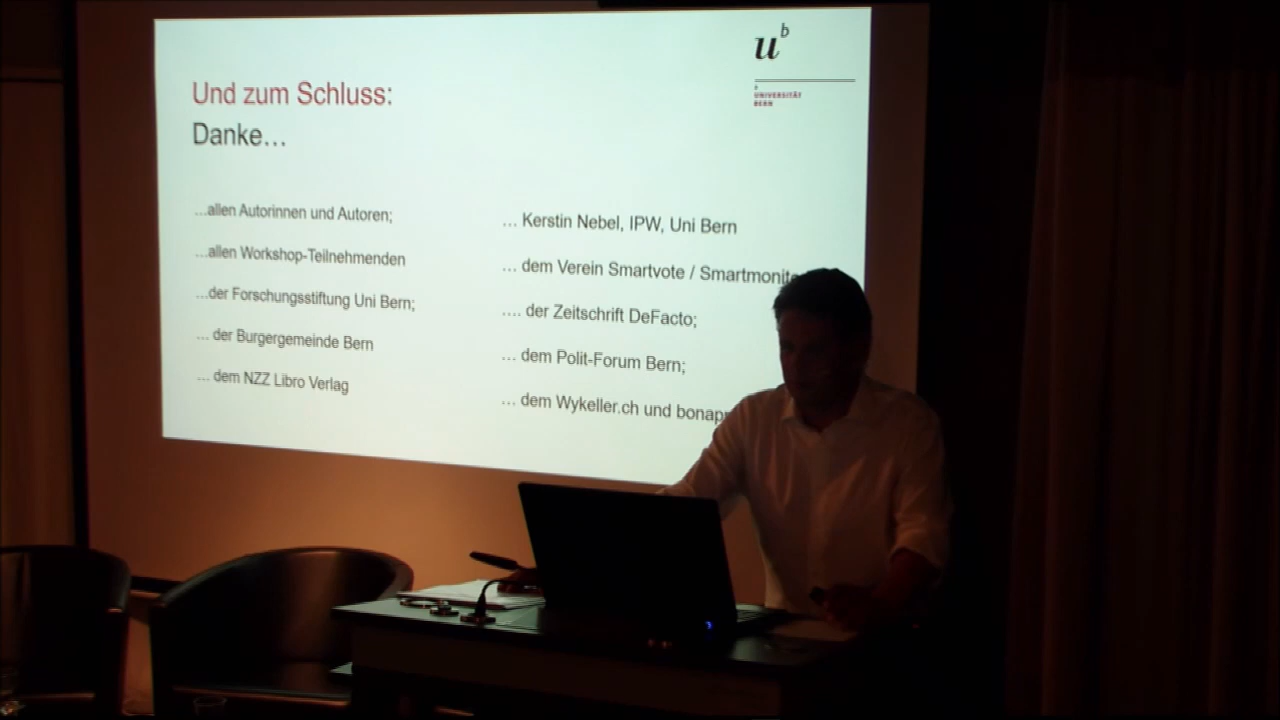 u^b
b
UNIVERSITÄT
BERN
Und zum Schluss:
Danke…
…allen Autorinnen und Autoren;
…allen Workshop-Teilnehmenden
…der Forschungsstiftung Uni Bern;
… der Burgergemeinde Bern
… dem NZZ Libro Verlag
… Kerstin Nebel, IPW, Uni Bern
… dem Verein Smartvote / Smartmonito
…. der Zeitschrift DeFacto;
… dem Polit-Forum Bern;
… dem Wykeller.ch und